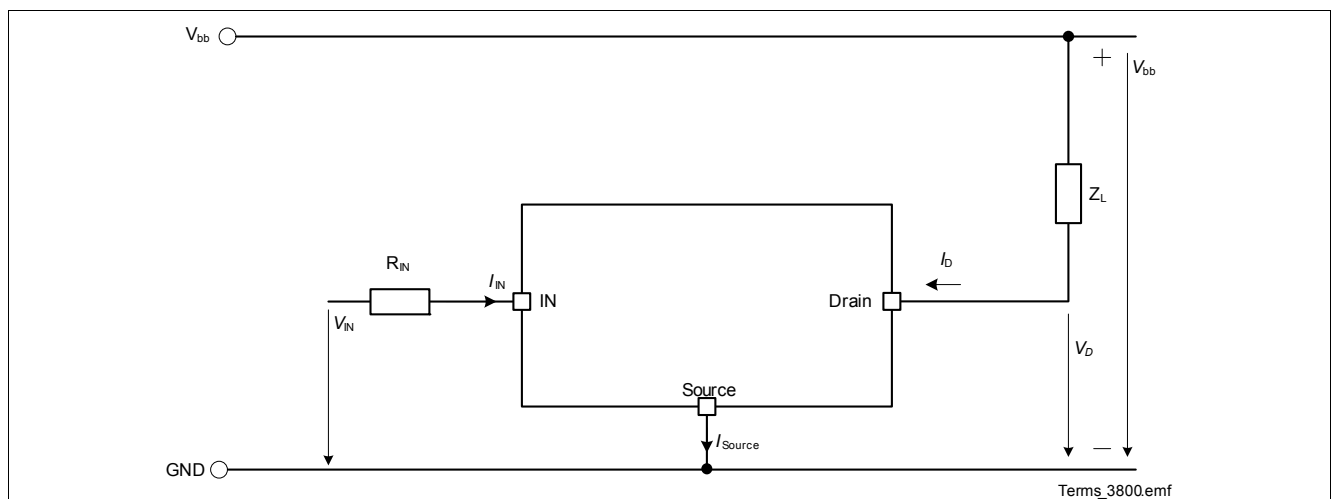 Vbb
+
Vbb
ZL
RIN
IIN
ID
IN
Drain
VIN
VD
Source
ISource
GND
–
Terms_3800.emf